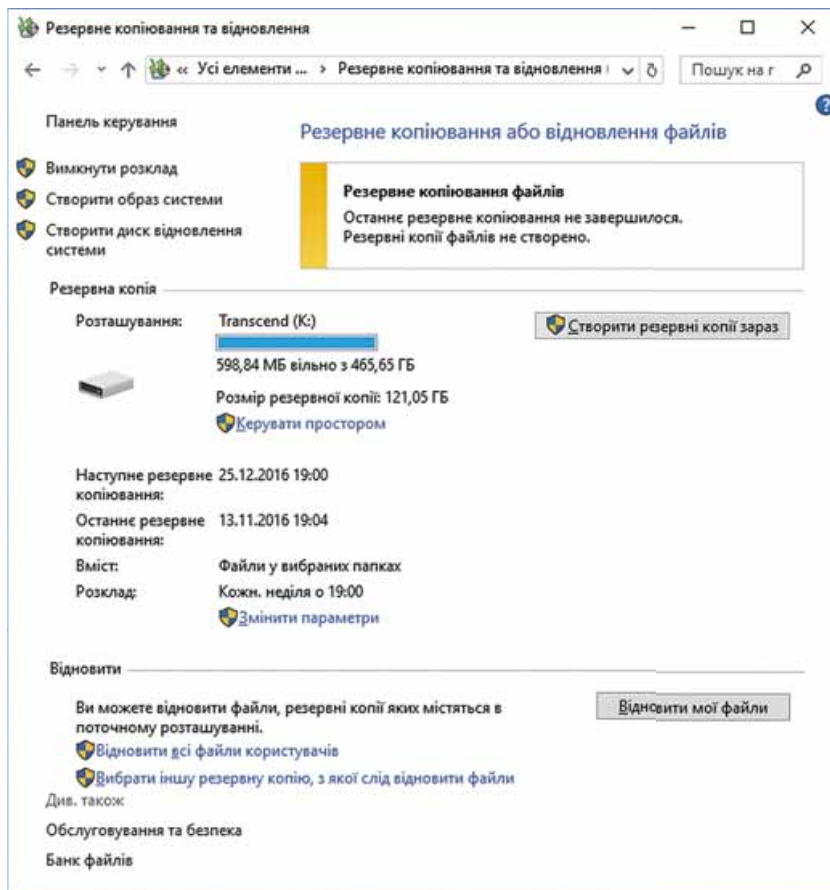 Резервне копіювання та відновлення
« Усі елементи ... › Резервне копіювання та відновлення
Пошук на г
Панель керування
Вимкнути розклад
Створити образ системи
Створити диск відновлення
системи
Резервне копіювання або відновлення файлів
Резервне копіювання файлів
Останнє резервне копіювання не завершилося.
Резервні копії файлів не створено.
Резервна копія
Розташування:
Transcend (K:)
Створити резервні копії зараз
598,84 МБ вільно з 465,65 ГБ
Розмір резервної копії: 121,05 ГБ
Керувати простором
Наступне резервне 25.12.2016 19:00
копіювання:
Останнє резервне 13.11.2016 19:04
копіювання:
Вміст: Файли у вибраних папках
Розклад: Кожн. неділя о 19:00
Змінити параметри
Відновити
Ви можете відновити файли, резервні копії яких містяться в
поточному розташуванні.
Відновити мої файли
Відновити всі файли користувачів
Вибрати іншу резервну копію, з якої слід відновити файли
Див. також
Обслуговування та безпека
Банк файлів